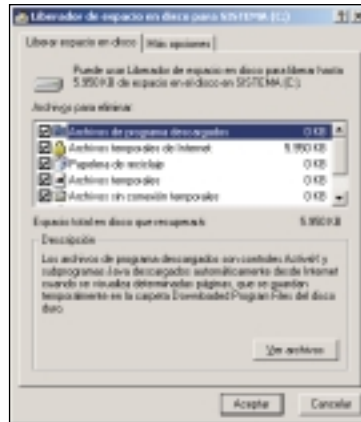 Liberador de espacio en disco para SISTEMA (C:)
Liberar espacio en disco Más opciones
Puede usar Liberador de espacio en disco para liberar hasta
5.950 KB de espacio en el disco en SISTEMA (C:).
Archivos para eliminar:
Archivos de programa descargados 0 KB
Archivos temporales de Internet 5.950 KB
Papelera de reciclaje 0 KB
Archivos temporales 0 KB
Archivos sin conexión temporales 0 KB
Espacio total en disco que recuperará: 5.950 KB
Descripción
Los archivos de programa descargados son controles ActiveX y
subprogramas Java descargados automáticamente desde Internet
cuando se visualiza determinadas páginas, que se guardan
temporalmente en la carpeta Downloaded Program Files del disco
duro.
Ver archivos
Aceptar Cancelar